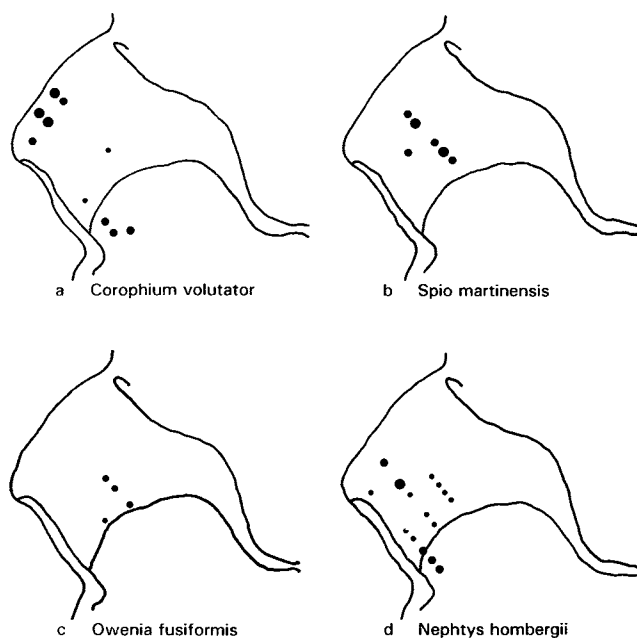 a Corophium volutator
b Spio martinensis
c Owenia fusiformis
d Nephtys hombergii